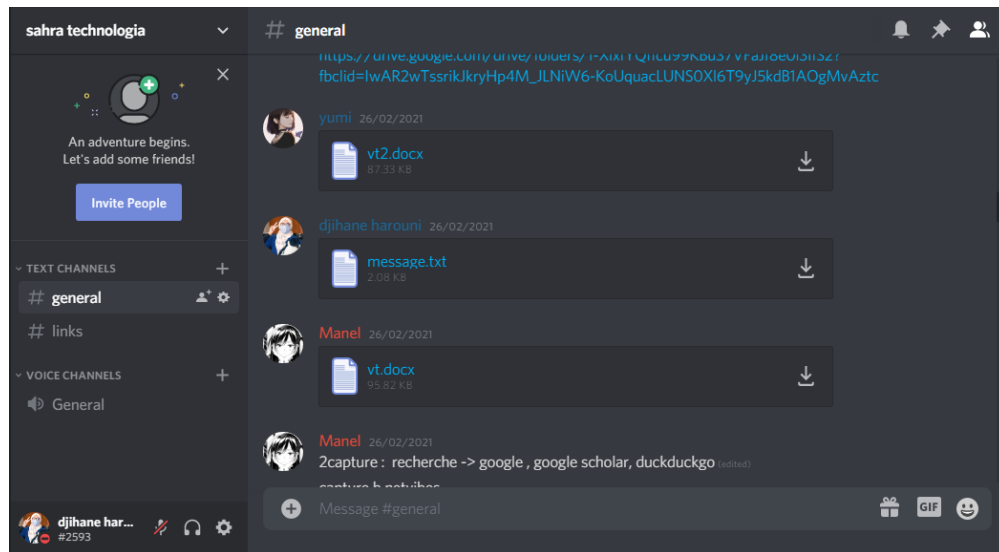 sahra technologia
# general
fbclid=IwAR2wTssrikJkryHp4M_JLNiW6-KoUquacLUNS0XI6T9yJ5kdB1AOgMvAztc
An adventure begins.
Let's add some friends!
Invite People
TEXT CHANNELS
# general
# links
VOICE CHANNELS
General
djihane har...
#2593
yumi 26/02/2021
vt2.docx
87.33 KB
djihane harouni 26/02/2021
message.txt
2.08 KB
Manel 26/02/2021
vt.docx
95.82 KB
Manel 26/02/2021
2capture : recherche -> google , google scholar, duckduckgo (edited)
capture b netvibes
Message #general
GIF